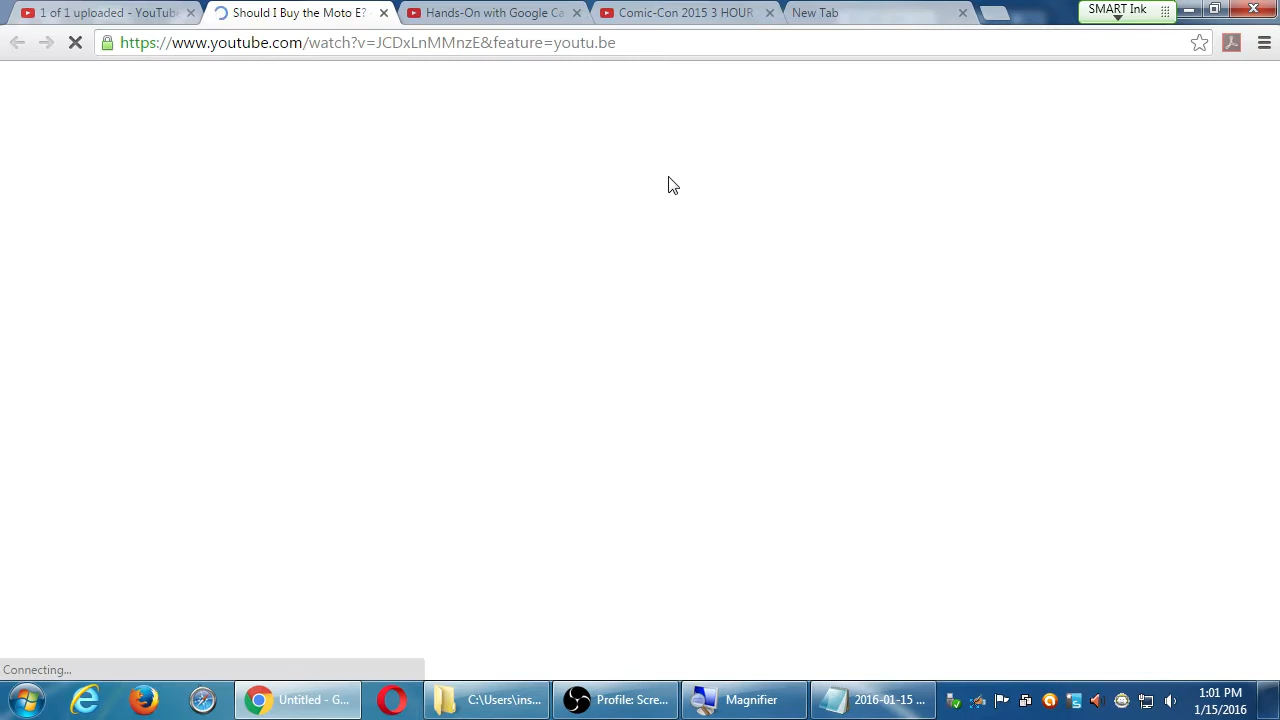 1 of 1 uploaded - YouTube
Should I Buy the Moto E? -
Hands-On with Google Ca
Comic-Con 2015 3 HOUR
New Tab
SMART Ink
https://www.youtube.com/watch?v=JCDxLnMMnzE&feature=youtu.be
Connecting...
Untitled - G...
C:\Users\ins...
Profile: Scre...
Magnifier
2016-01-15 ...
1:01 PM
1/15/2016